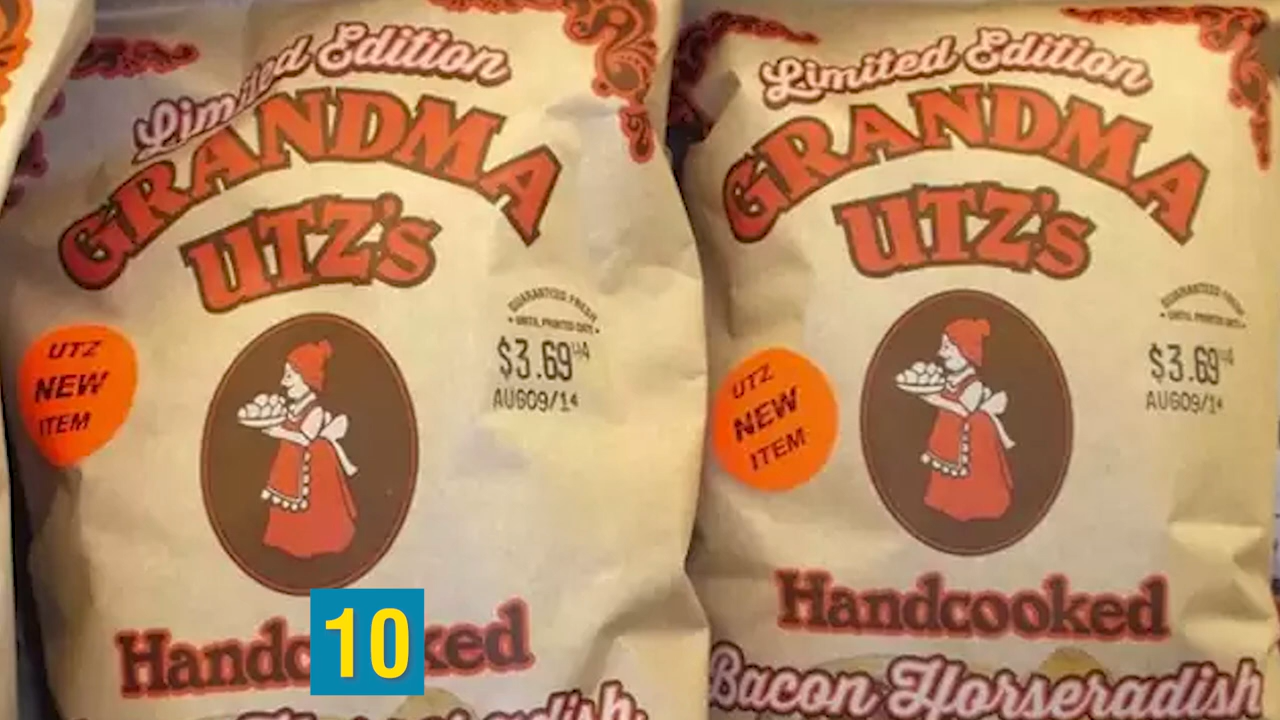 Limited Edition
GRANDMA
UTZ's
GUARANTEED FRESH
• UNTIL PRINTED DATE •
$3.69
AUG09/14
UTZ
NEW
ITEM
Handcooked
10
Limited Edition
GRANDMA
UTZ's
GUARANTEED FRESH
• UNTIL PRINTED DATE •
$3.69
AUG09/14
UTZ
NEW
ITEM
Handcooked
Bacon Horseradish